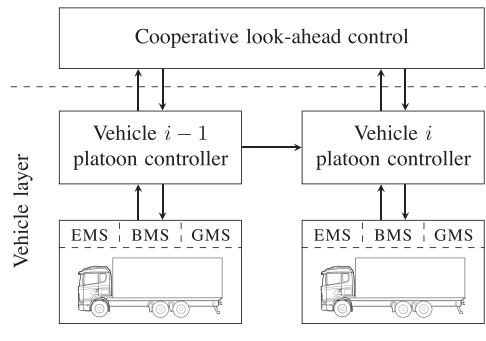 Cooperative look-ahead control
Vehicle i − 1
platoon controller
Vehicle i
platoon controller
Vehicle layer
EMS BMS GMS
EMS BMS GMS